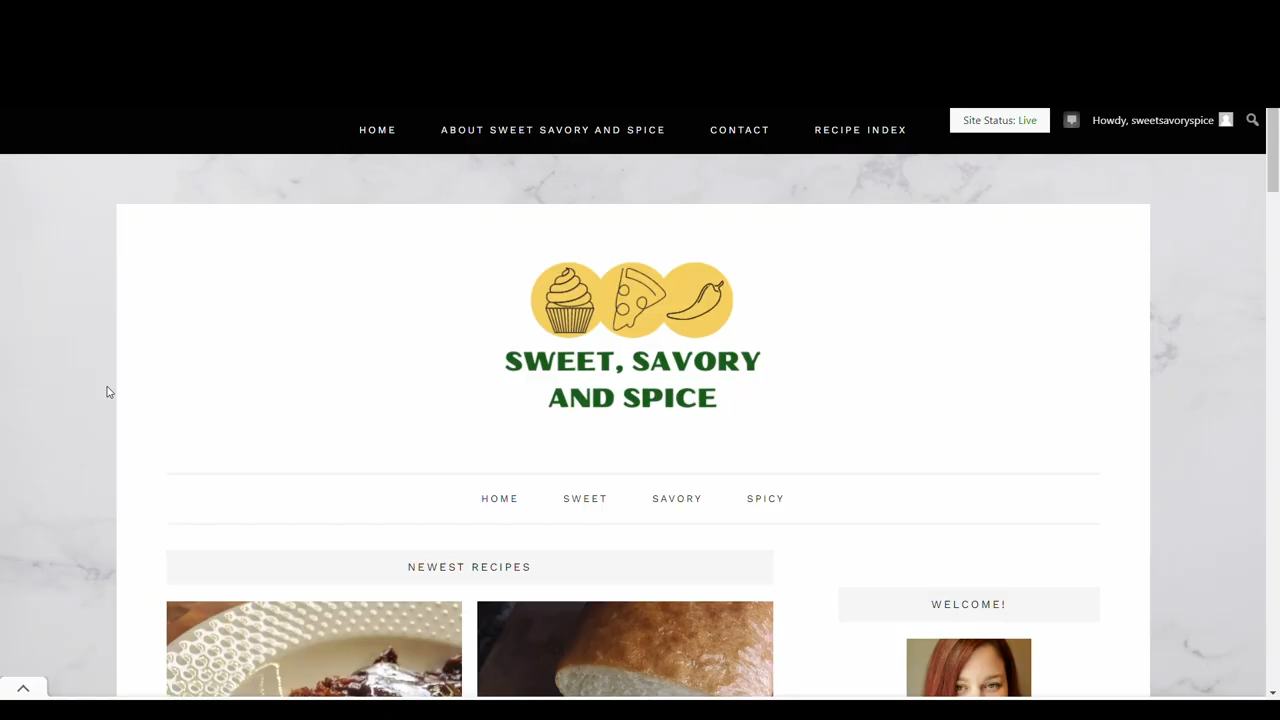 HOME ABOUT SWEET SAVORY AND SPICE CONTACT RECIPE INDEX
Site Status: Live
Howdy, sweetsavoryspice
SWEET, SAVORY
AND SPICE
HOME SWEET SAVORY SPICY
NEWEST RECIPES
WELCOME!